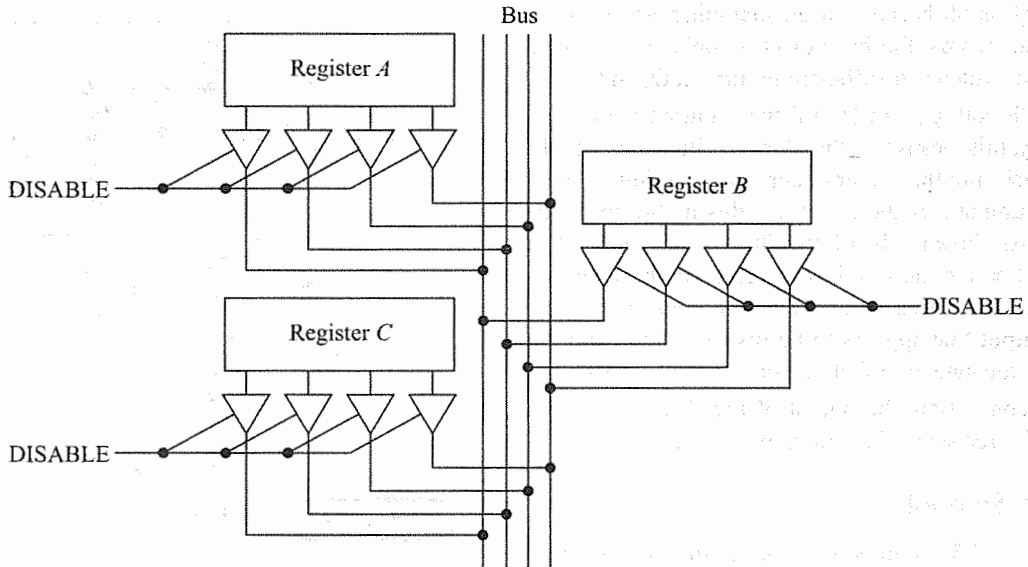 Bus
Register A
DISABLE
Register B
DISABLE
Register C
DISABLE